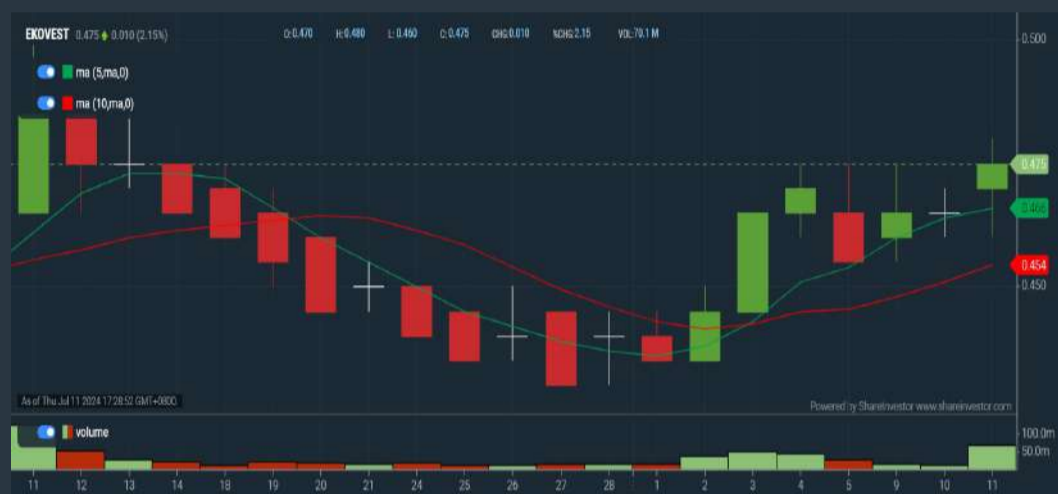 EKOVEST 0.475 0.010 (2.15%) O:0.470 H:0.480 L:0.460 C:0.475 CHG:0.010 %CHG:2.15 VOL:70.1 M
0.500
ma (5,ma,0)
ma (10,ma,0)
0.475
0.466
0.454
0.450
As of Thu Jul 11 2024 17:28:52 GMT+0800
Powered by ShareInvestor www.shareinvestor.com
volume
100.0m
50.0m
11 12 13 14 18 19 20 21 24 25 26 27 28 1 2 3 4 5 9 10 11